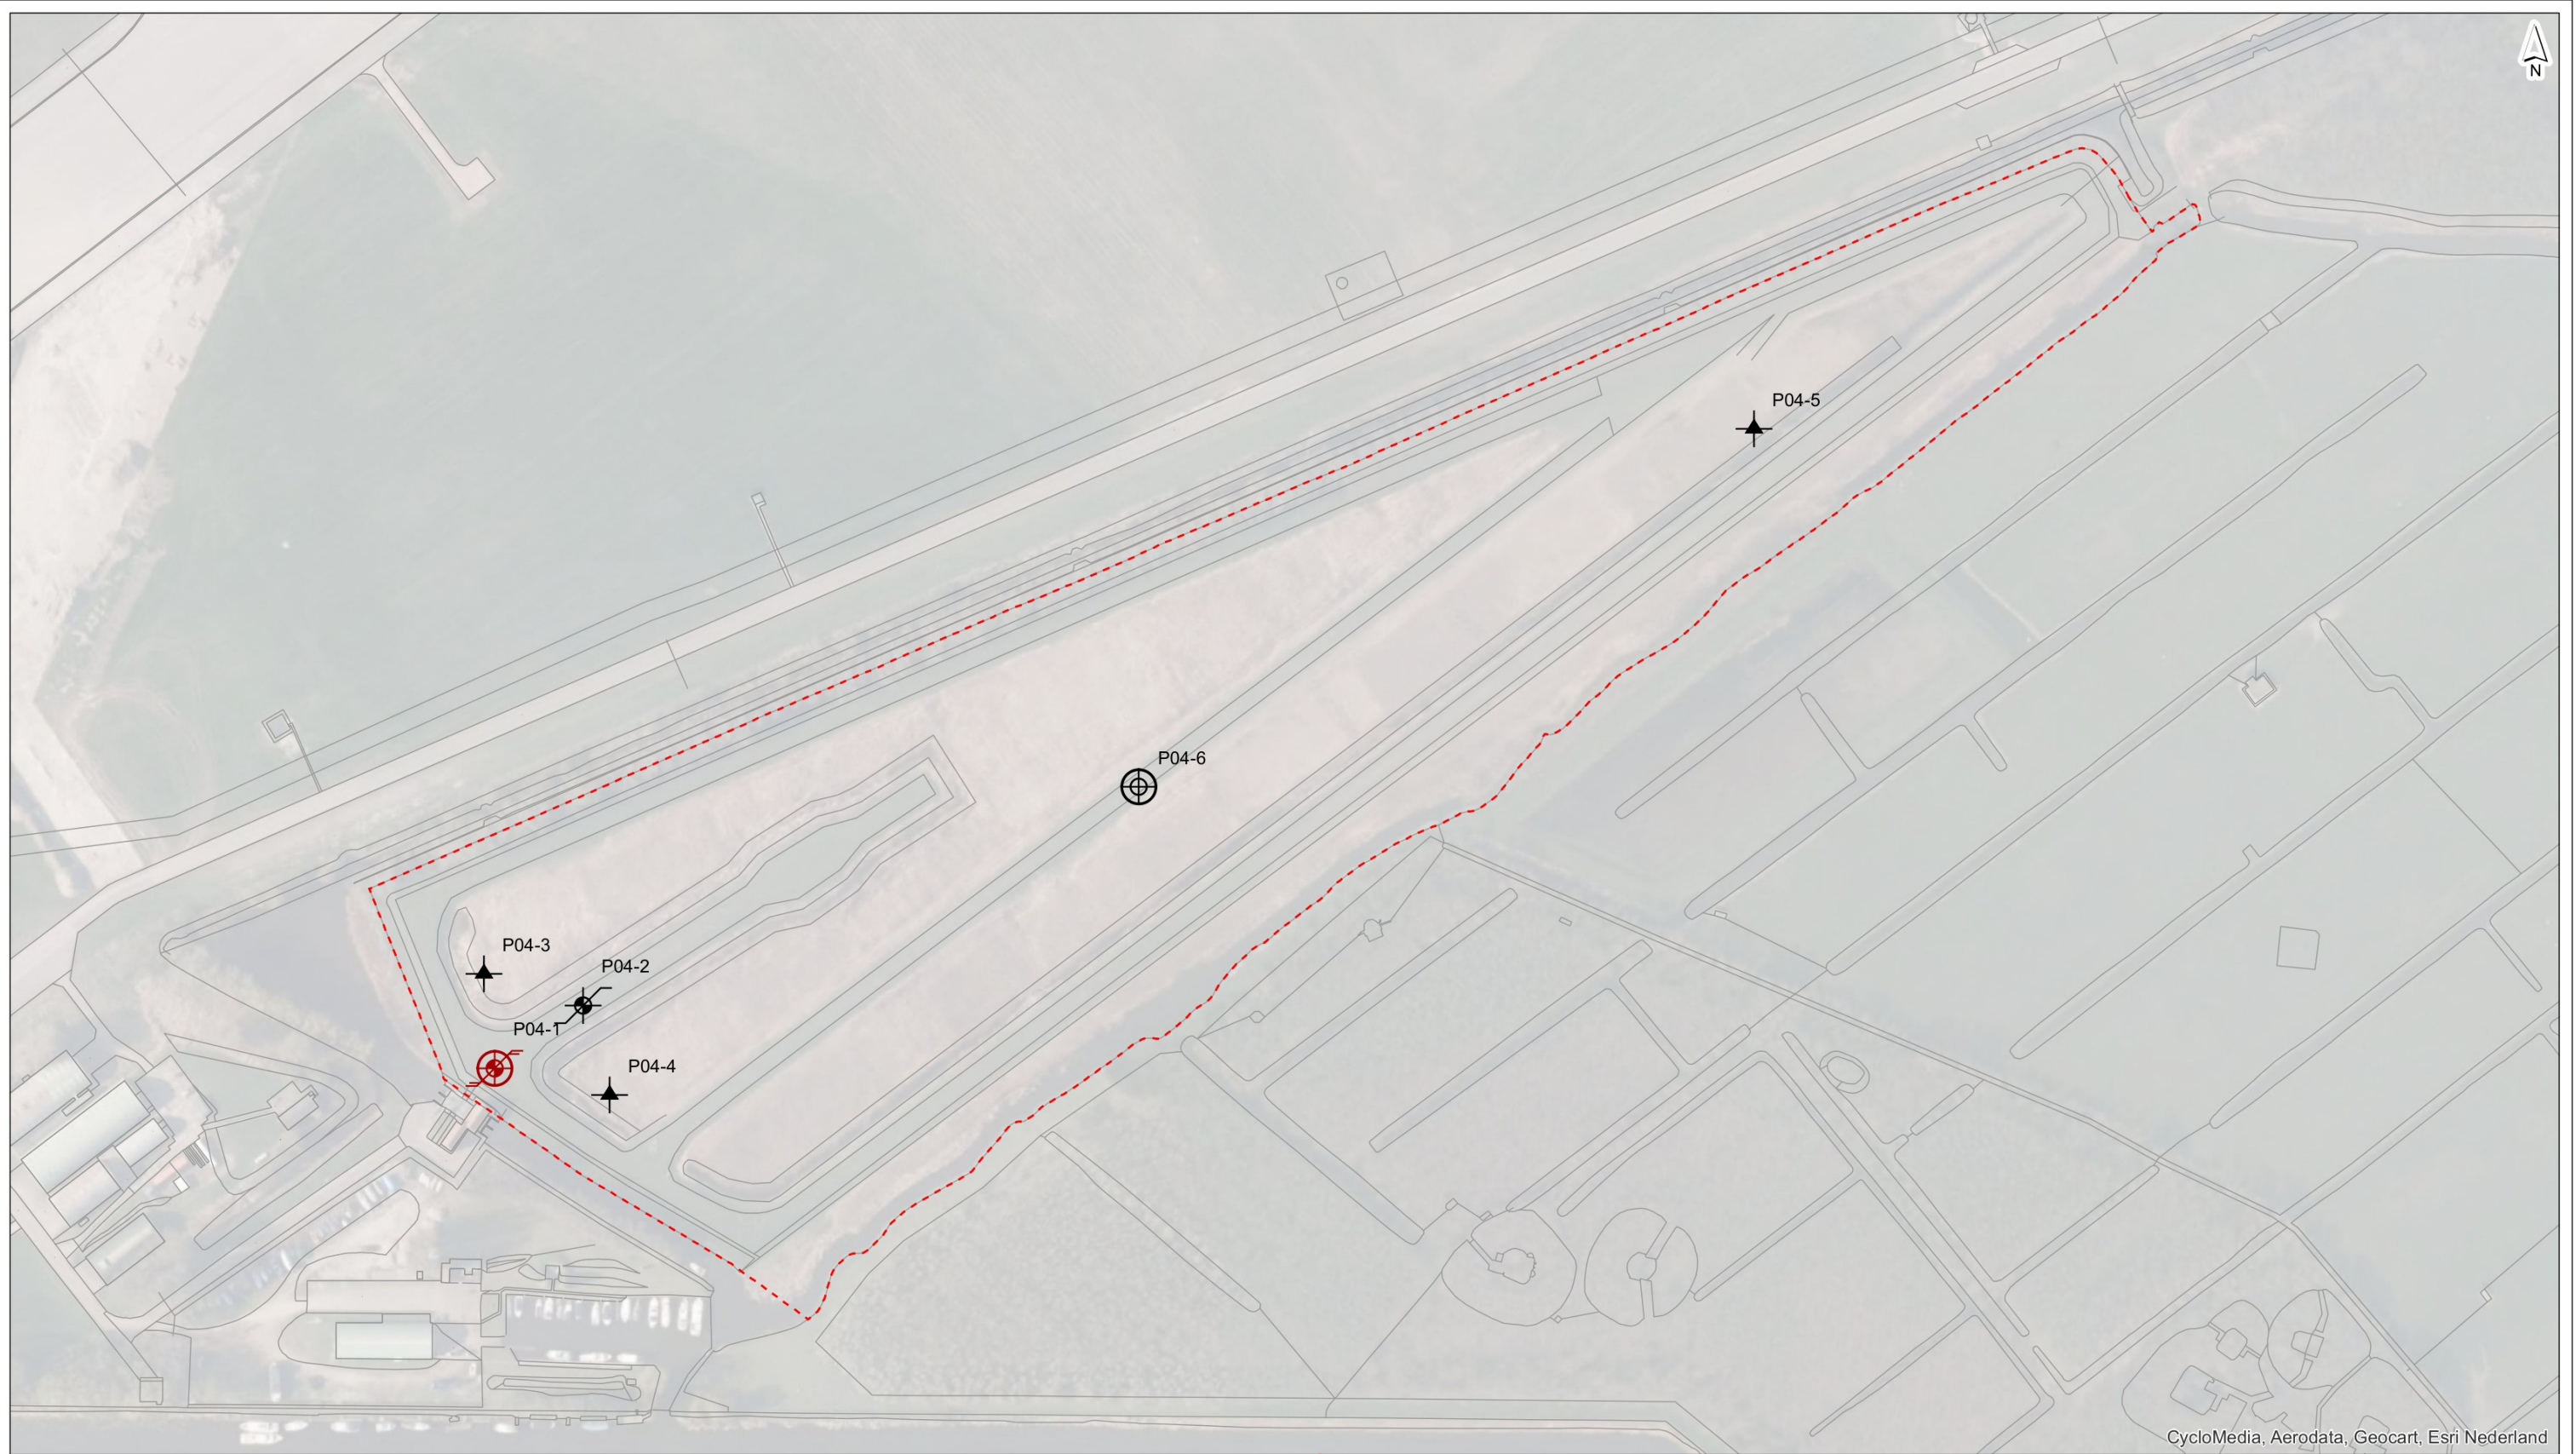 N
P04-5
P04-6
P04-3
P04-2
P04-1
P04-4
CycloMedia, Aerodata, Geocart, Esri Nederland